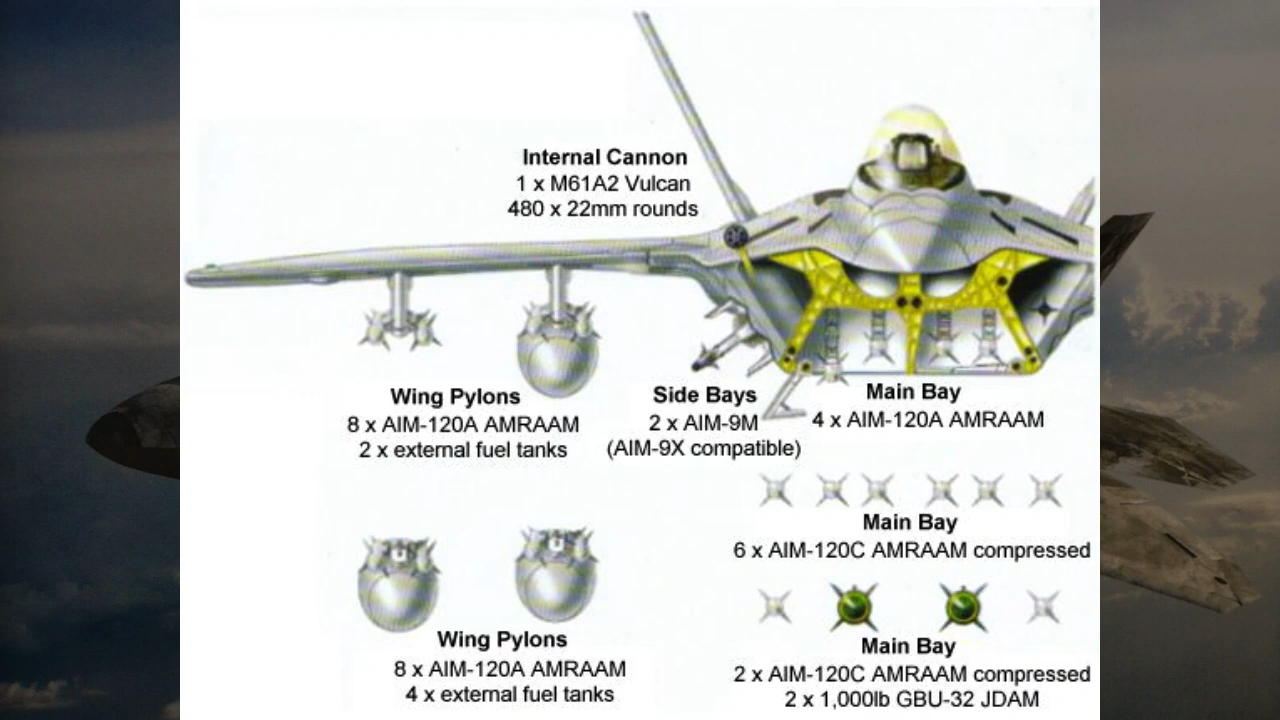 Internal Cannon
1 x M61A2 Vulcan
480 x 22mm rounds
Wing Pylons
8 x AIM-120A AMRAAM
2 x external fuel tanks
Side Bays
2 x AIM-9M
(AIM-9X compatible)
Main Bay
4 x AIM-120A AMRAAM
Main Bay
6 x AIM-120C AMRAAM compressed
Wing Pylons
8 x AIM-120A AMRAAM
4 x external fuel tanks
Main Bay
2 x AIM-120C AMRAAM compressed
2 x 1,000lb GBU-32 JDAM